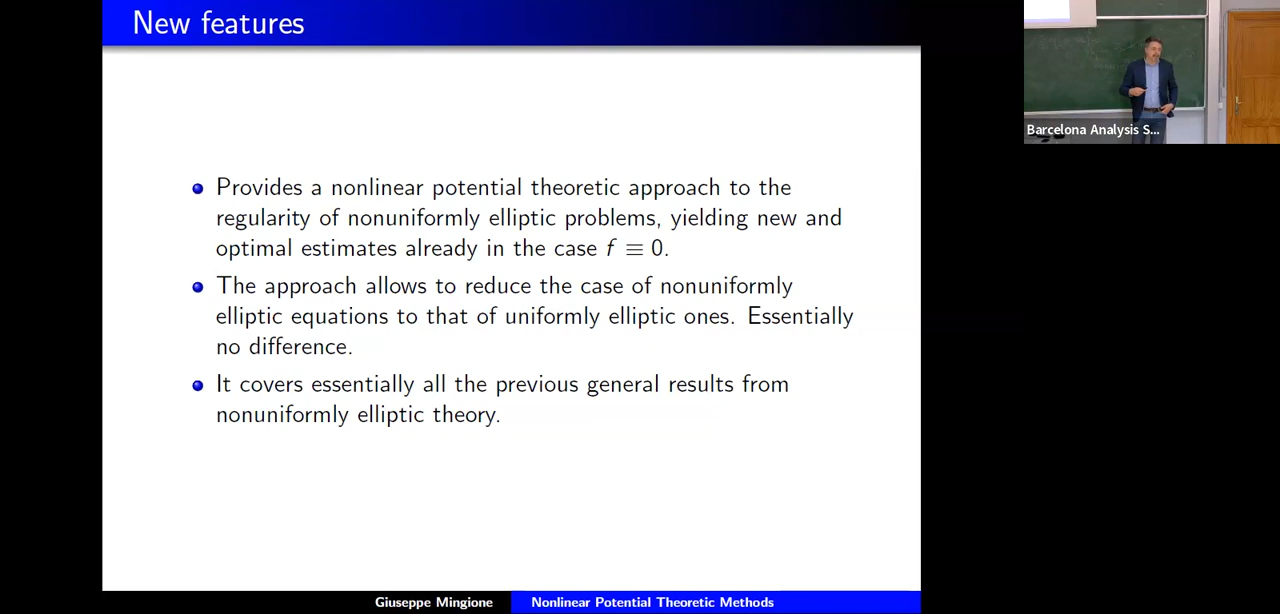 New features
Barcelona Analysis S...
Provides a nonlinear potential theoretic approach to the
regularity of nonuniformly elliptic problems, yielding new and
optimal estimates already in the case f ≡ 0.
The approach allows to reduce the case of nonuniformly
elliptic equations to that of uniformly elliptic ones. Essentially
no difference.
It covers essentially all the previous general results from
nonuniformly elliptic theory.
Giuseppe Mingione
Nonlinear Potential Theoretic Methods